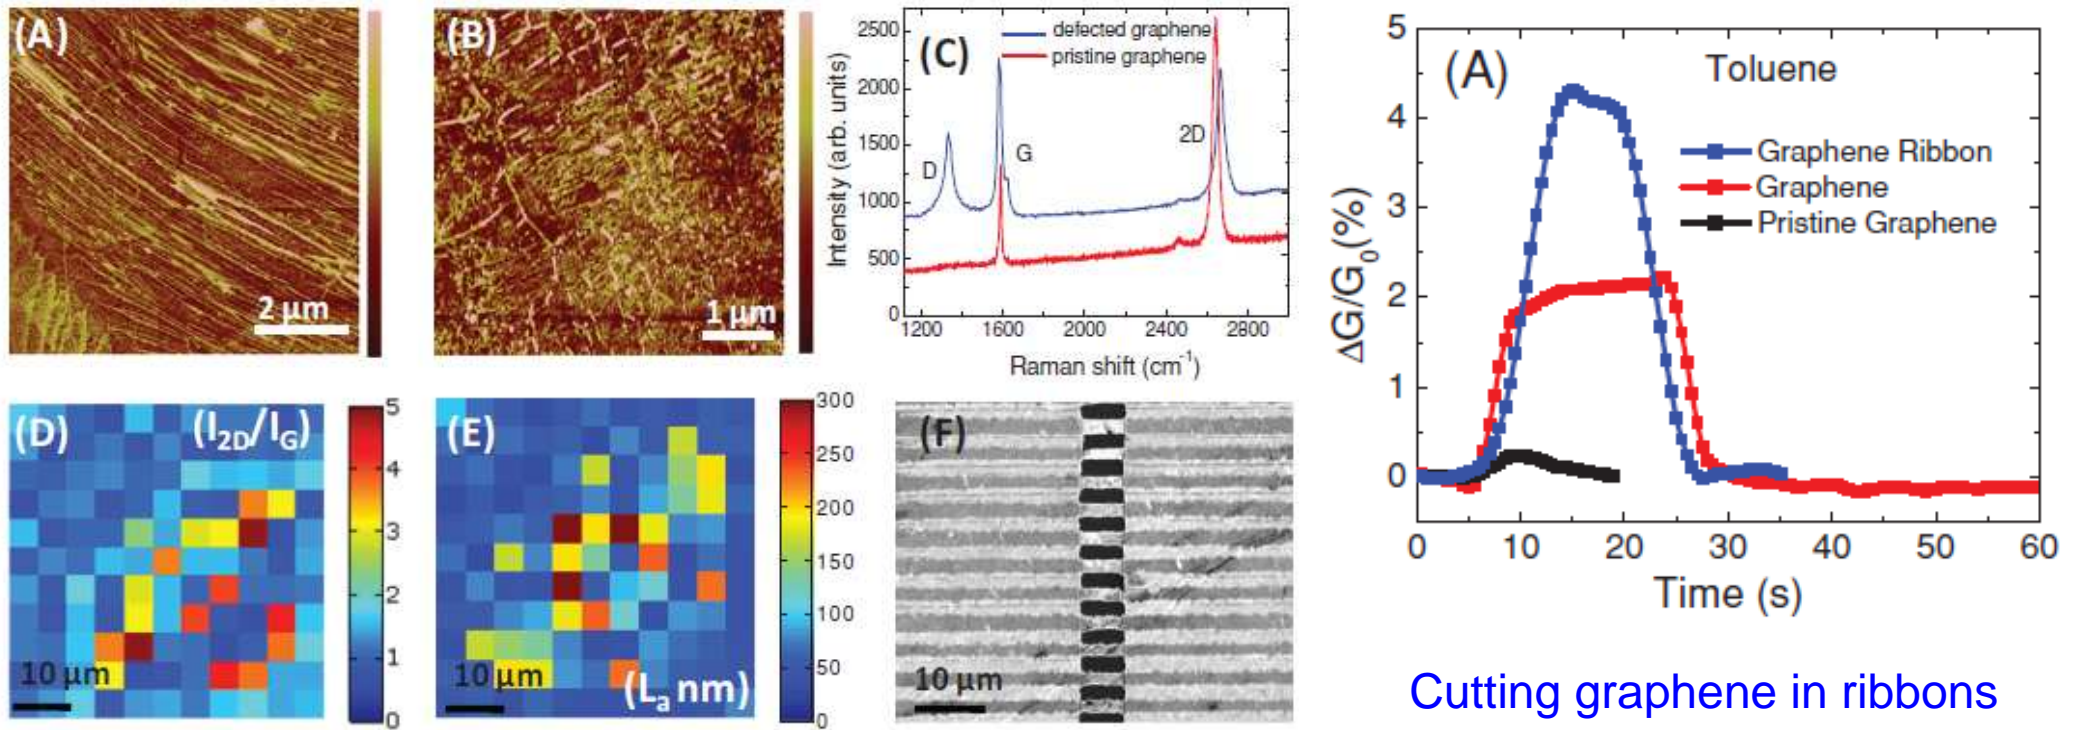 (A)
2 μm
(B)
1 μm
(C)
defected graphene
pristine graphene
D
G
2D
Intensity (arb. units)
2500
2000
1500
1000
500
0
1200 1600 2000 2400 2800
Raman shift (cm⁻¹)
(D)
(I₂D/I_G)
10 μm
5
4
3
2
1
0
(E)
10 μm
(Lₐ nm)
300
250
200
150
100
50
0
(F)
10 μm
(A)
Toluene
Graphene Ribbon
Graphene
Pristine Graphene
ΔG/G₀(%)
5
4
3
2
1
0
0 10 20 30 40 50 60
Time (s)
Cutting graphene in ribbons